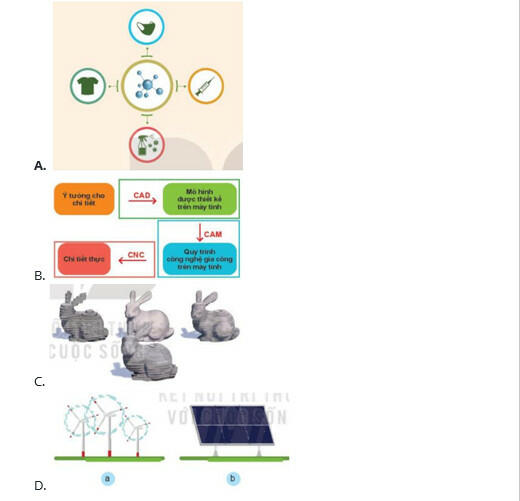 A.
Ý tưởng cho
chi tiết
CAD
Mô hình
được thiết kế
trên máy tính
CAM
Chi tiết thực
CNC
Quy trình
công nghệ gia công
trên máy tính
B.
CUỘC SỐ
C.
KẾT NỐI TRI THỨ
VỚI CUỘC SỐN
a
b
D.